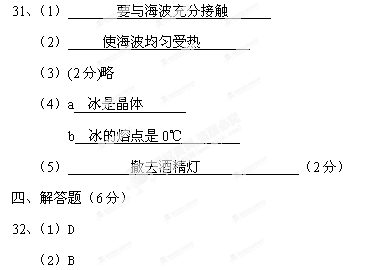 31、（1） 要与海波充分接触
（2） 使海波均匀受热
（3）(2分)略
（4）a 冰是晶体
b 冰的熔点是0℃
（5） 撤去酒精灯 （2分）
四、解答题（6分）
32、（1）D
（2）B